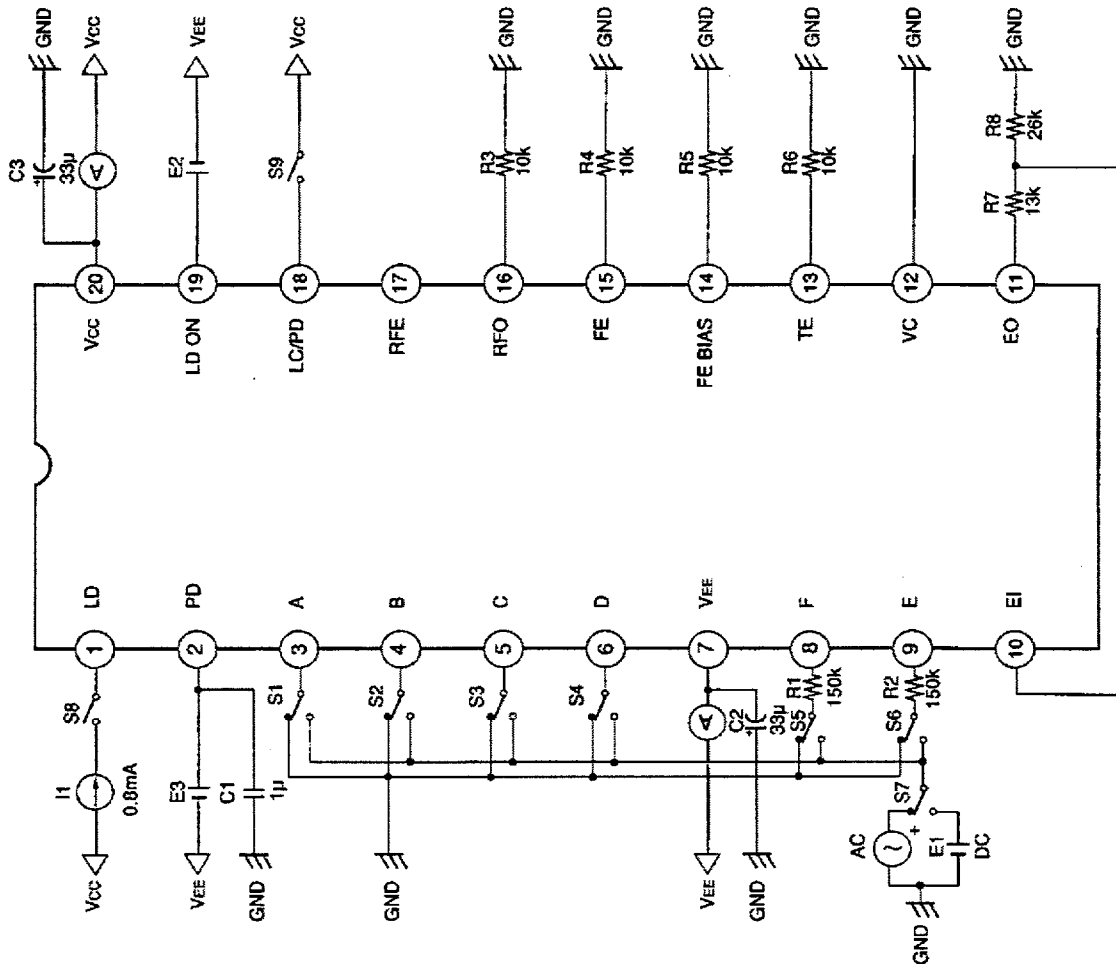 GND
VCC
VEE
VCC
GND
GND
GND
GND
GND
GND
C3
33μ
A
E2
S9
R3
10k
R4
10k
R5
10k
R6
10k
R8
26k
R7
13k
20
19
18
17
16
15
14
13
12
11
VCC
LD ON
LC/PD
RFE
RFO
FE
FE BIAS
TE
VC
EO
LD
PD
A
B
C
D
VEE
F
E
EI
1
2
3
4
5
6
7
8
9
10
S8
S1
S2
S3
S4
A
C2
33μ
R1
150k
S5
R2
150k
S6
I1
0.8mA
E3
C1
1μ
S7
AC
E1
DC
VCC
VEE
GND
GND
VEE
GND
GND